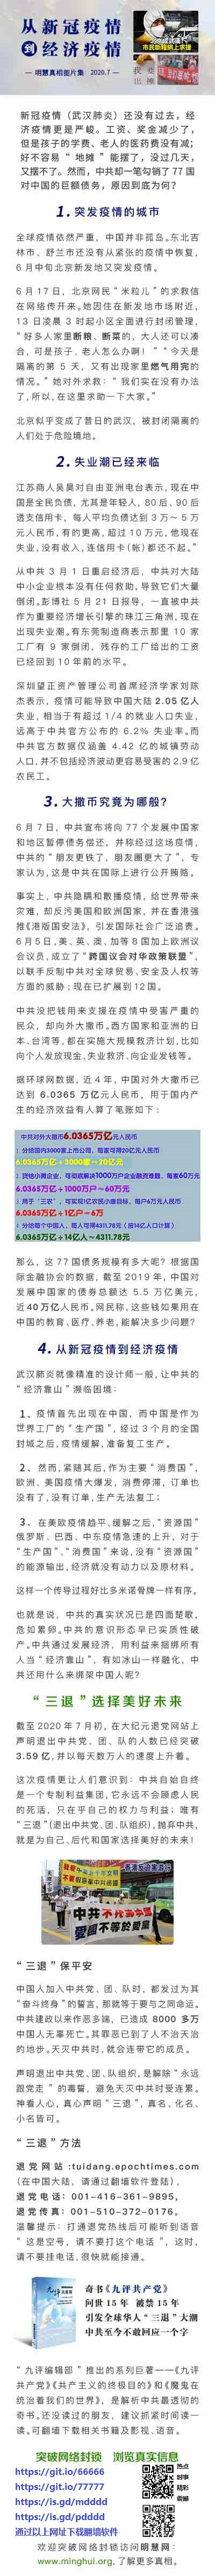 从新冠疫情
到经济疫情
— 明慧真相图片集 2020.7 —
新冠疫情（武汉肺炎）还没有过去，经
济疫情更是严峻。工资、奖金减少了，
但是孩子的学费、老人的医药费没有减；
好不容易“地摊”能摆了，没过几天，
又摆不了。然而，中共却一笔勾销了77国
对中国的巨额债务，原因到底为何？
1. 突发疫情的城市
全球疫情依然严重，中国并非孤岛。东北吉
林市、舒兰市还没有从紧张的疫情中恢复，
6月中旬北京新发地又突发疫情。
6月17日，北京网民“米粒儿”的求救信
在网络传开来。她因住在新发地市场附近，
13日凌晨3时起小区全面进行封闭管理，
“好多人家里断粮、断菜的，大人还可以凑
合，可是孩子、老人怎么办啊！”“今天是
隔离的第5天，又有出现家里燃气用完的
情况。”她对外求救：“我们实在没有办法
了，所以，在这里求助一下大家。”
北京似乎变成了昔日的武汉，被封闭隔离的
人们处于危险境地。
2. 失业潮已经来临
江苏商人吴昊对自由亚洲电台表示，现在中
国是全民负债，尤其是年轻人，80后、90后
透支信用卡，每人平均负债达到3万～5万
元人民币，有的更高，超过10万，他现在
失业，没有收入，连信用卡(帐)都还不起。”
从中共3月1日重启经济后，中共对大陆
中小企业根本没有任何救助，导致它们大量
倒闭。彭博社5月21日报导，一直被中共
作为重要经济增长引擎的珠江三角洲，现在
出现失业潮。有东莞制造商表示那里10家
工厂有9家倒闭，残存的工厂给出的工资
已经回到10年前的水平。
深圳望正资产管理公司首席经济学家刘陈
杰表示，疫情可能导致中国大陆2.05亿人
失业，相当于有超过1/4的就业人口失业，
远高于中共官方公布的6.2%失业率。而
中共官方数据仅涵盖4.42亿的城镇劳动
人口，并不包括经济波动更容易受害的2.9亿
农民工。
3. 大撒币究竟为哪般？
6月7日，中共宣布将向77个发展中国家
和地区暂停债务偿还，并称经过这场疫情，
中共的“朋友更铁了，朋友圈更大了”，专
家认为，这是中共在国际上进行公开贿赂。
事实上，中共隐瞒和散播疫情，给世界带来
灾难，却反污美国和欧洲国家，并在香港强
推《港版国安法》，引发国际社会广泛追责。
6月5日，美、英、澳、加等8国加上欧洲议
会议员，成立了“跨国议会对华政策联盟”，
以联手反制中共对全球贸易、安全及人权等
方面的威胁；现在已扩展到12国。
中共没把钱用来支援在疫情中受害严重的
民众，却向外大撒币。西方国家和亚洲的日
本、台湾等，都在实施大规模救济计划，比如
向个人发放现金、失业救济、向企业发钱等。
据环球网数据，近4年，中国对外大撒币已
达到6.0365万亿元人民币，用于国内产
生的经济效益有人算了笔账如下：
中共对外大撒币6.0365万亿元人民币
1. 分给国内3000家上市公司，每家可得20亿元人民币
6.0365万亿÷3000家＝20亿元
2. 贷给小微企业，可彻底解决1000万户企业融资难题，每家60万元
6.0365万亿÷1000万户＝60万元
3. 用于“三农”，可实现1亿农民小康目标，每户6万元人民币
6.0365万亿÷1亿户＝6万
4. 分给每个中国人，每人可得4311.78元（按14亿人口计算）
6.0365万亿÷14亿人＝4311.78元
那么，这77国债务规模有多大呢？根据国
际金融协会的数据，截至2019年，中国对
发展中国家的债务总额达5.5万亿美元，
近40万亿人民币。网民称，这些钱如果用在
中国的教育、医疗、养老，能解决多少问题？
4. 从新冠疫情到经济疫情
武汉肺炎就像精准的设计师一般，让中共的
“经济靠山”濒临困境：
1、疫情首先出现在中国，而中国是作为
世界工厂的“生产国”，经过3个月的全国
封城之后，疫情缓解，准备复工生产。
2、然而，紧随其后，作为主要“消费国”，
欧洲、美国疫情大爆发，消费停滞，订单也
没有了，没有订单，生产无法复工；
3、在美欧疫情趋平、缓解之后，”资源国”
俄罗斯、巴西、中东疫情急速的上升，对于
“生产国”、“消费国”来说，没有“资源国”
的能源输出，经济就没有动力以及原材料。
这样一个传导过程好比多米诺骨牌一样有序。
也就是说，中共的真实状况已是四面楚歌，
危如累卵。中共的意识形态早已实质性破
产。中共通过发展经济，用利益来捆绑所有
人当“经济靠山”，有如冰山一样融化，中
共还用什么来绑架中国人呢？
“三退”选择美好未来
截至2020年7月初，在大纪元退党网站上
声明退出中共党、团、队的人数已经突破
3.59亿，并以每天数万人的速度上升着。
这次疫情更让人们意识到：中共自始自终
是一个专制利益集团，它永远不会顾虑人民
的死活，只在乎自己的权力与利益；唯有
“三退”(退出中共党、团、队组织)，抛弃中共，
就是为自己、后代和国家选择美好的未来！
中共不代表中国
愛國不等於愛黨
“三退”保平安
中国人加入中共党、团、队时，都发过为其
“奋斗终身”的誓言，那就等于要与之同命运。
中共建政以来作恶多端，已造成8000多万
中国人无辜死亡。其罪恶已到了人不治天治
的地步。天灭中共时，就会连带它的成员。
声明退出中共党、团、队组织，是解除“永远
跟党走”的毒誓，避免天灭中共时受连累。
神看人心，真心声明“三退”，真名、化名、
小名皆可。
“三退”方法
退党网站：tuidang.epochtimes.com
(在中国大陆，请通过翻墙软件登陆)，
退党电话：001-416-361-9895，
退党传真：001-510-372-0176。
温馨提示：打通退党热线后可能听到语音
“这是空号，请不要打这个电话”，这时，
请不要挂电话，很快就能接通。
九评共产党
奇书《九评共产党》
问世15年 被禁15年
引发全球华人“三退”大潮
中共至今不敢回应一个字
“九评编辑部”推出的系列巨著——《九评
共产党》《共产主义的终极目的》和《魔鬼在
统治着我们的世界》，是解析中共最透彻的
奇书。还没读过的朋友，建议抓紧时间读一
读。可翻墙下载相关书籍及影视、语音。
突破网络封锁 浏览真实信息
https://git.io/66666
https://git.io/77777
https://is.gd/mdddd
https://is.gd/pdddd
通过以上网址下载翻墙软件
欢迎突破网络封锁访问明慧网：
www.minghui.org，了解更多真相。